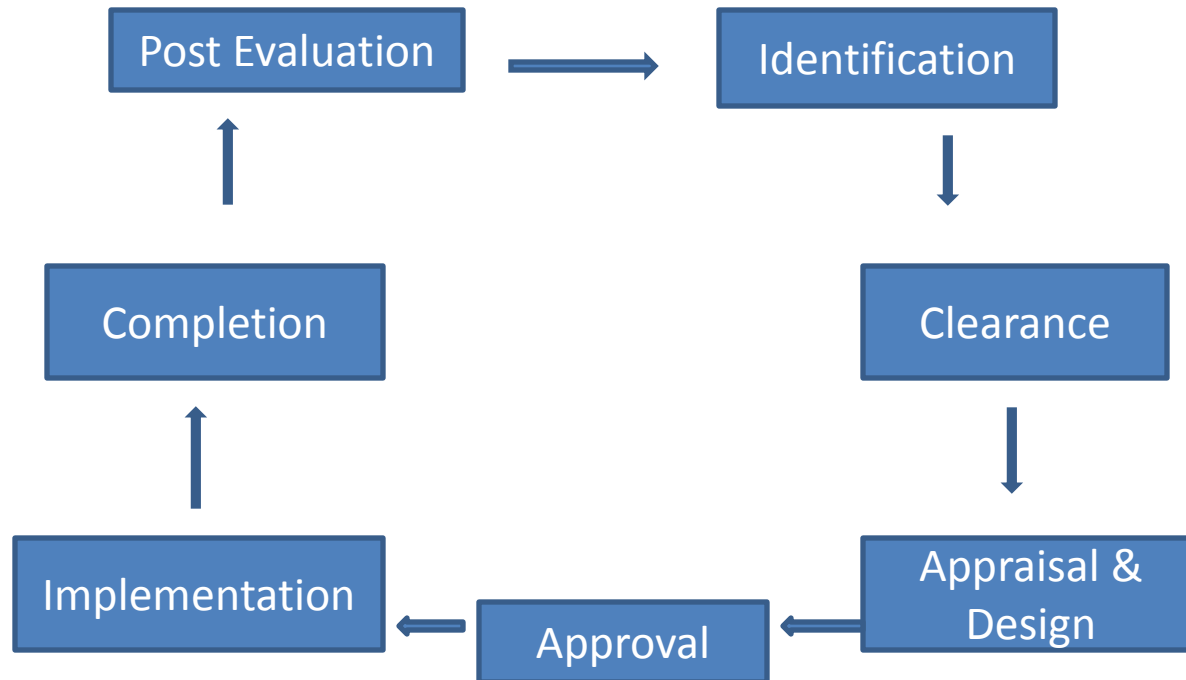 Post Evaluation
Identification
Completion
Clearance
Implementation
Approval
Appraisal &
Design